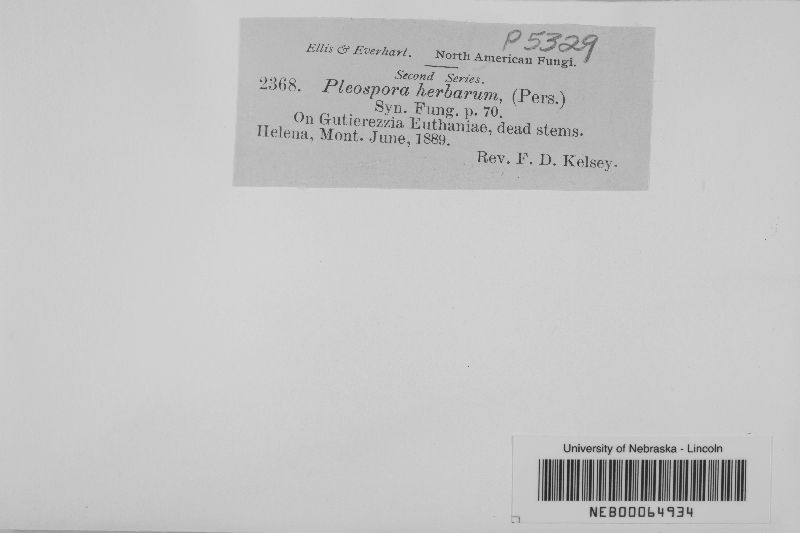 P5329
Ellis & Everhart. North American Fungi.
Second Series.
2368. Pleospora herbarum, (Pers.)
Syn. Fung. p. 70.
On Gutierezzia Euthaniae, dead stems.
Helena, Mont. June, 1889.
Rev. F. D. Kelsey.
University of Nebraska - Lincoln
NEB00064934